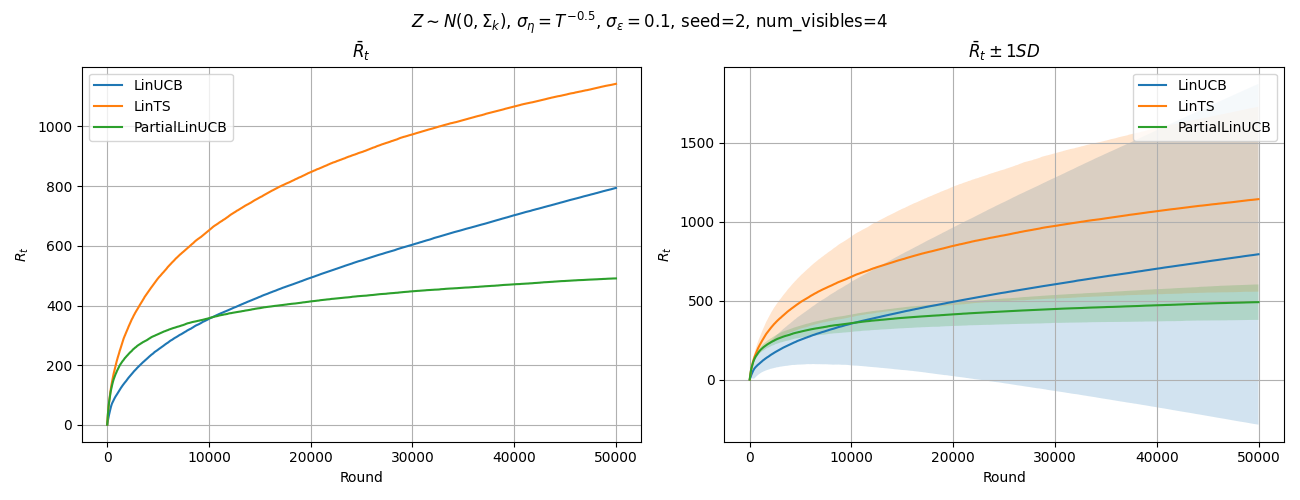 Z ∼ N(0, Σ_k), σ_η = T^{−0.5}, σ_ε = 0.1, seed=2, num_visibles=4
R̄_t
LinUCB
LinTS
PartialLinUCB
R_t
1000
800
600
400
200
0
0 10000 20000 30000 40000 50000
Round
R̄_t ± 1SD
LinUCB
LinTS
PartialLinUCB
R_t
1500
1000
500
0
0 10000 20000 30000 40000 50000
Round